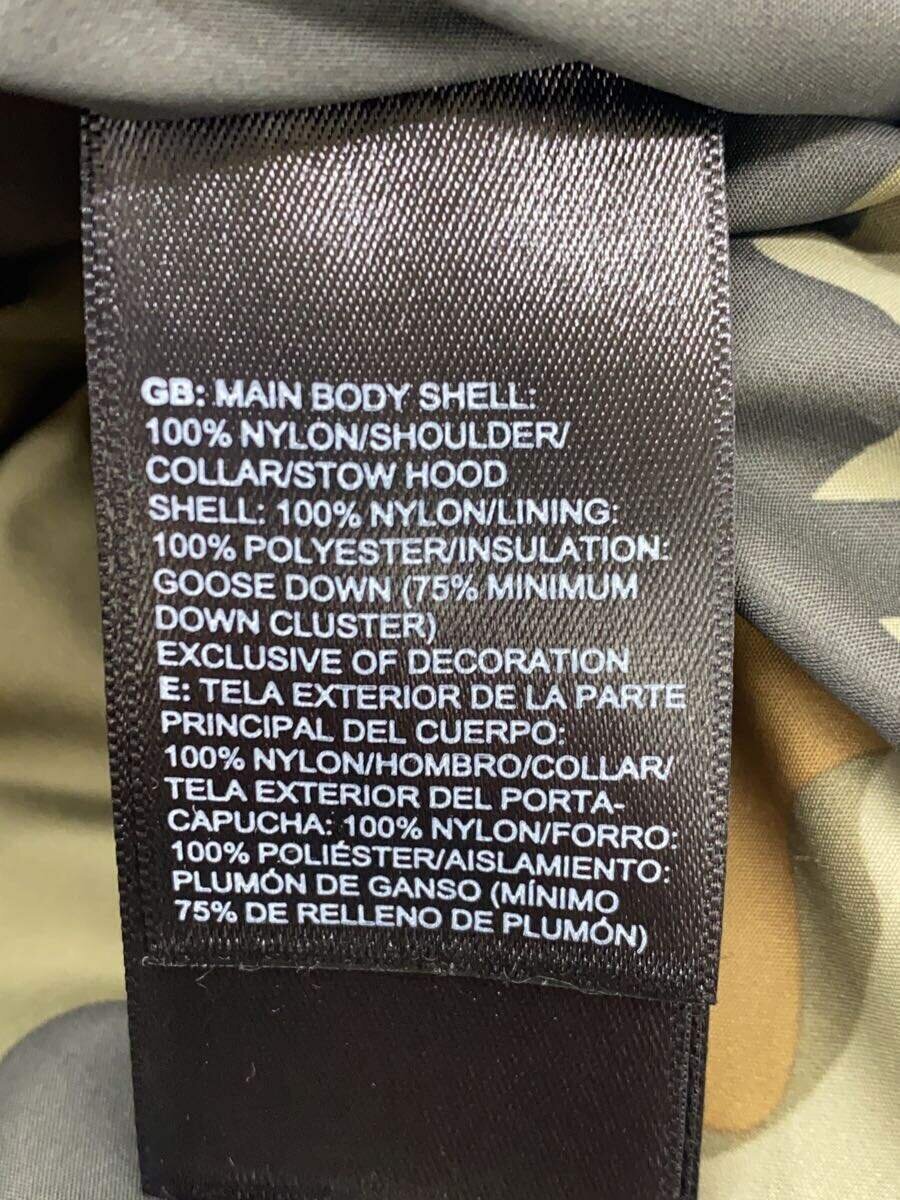 GB: MAIN BODY SHELL:
100% NYLON/SHOULDER/
COLLAR/STOW HOOD
SHELL: 100% NYLON/LINING:
100% POLYESTER/INSULATION:
GOOSE DOWN (75% MINIMUM
DOWN CLUSTER)
EXCLUSIVE OF DECORATION
E: TELA EXTERIOR DE LA PARTE
PRINCIPAL DEL CUERPO:
100% NYLON/HOMBRO/COLLAR/
TELA EXTERIOR DEL PORTA-
CAPUCHA: 100% NYLON/FORRO:
100% POLIÉSTER/AISLAMIENTO:
PLUMÓN DE GANSO (MÍNIMO
75% DE RELLENO DE PLUMÓN)